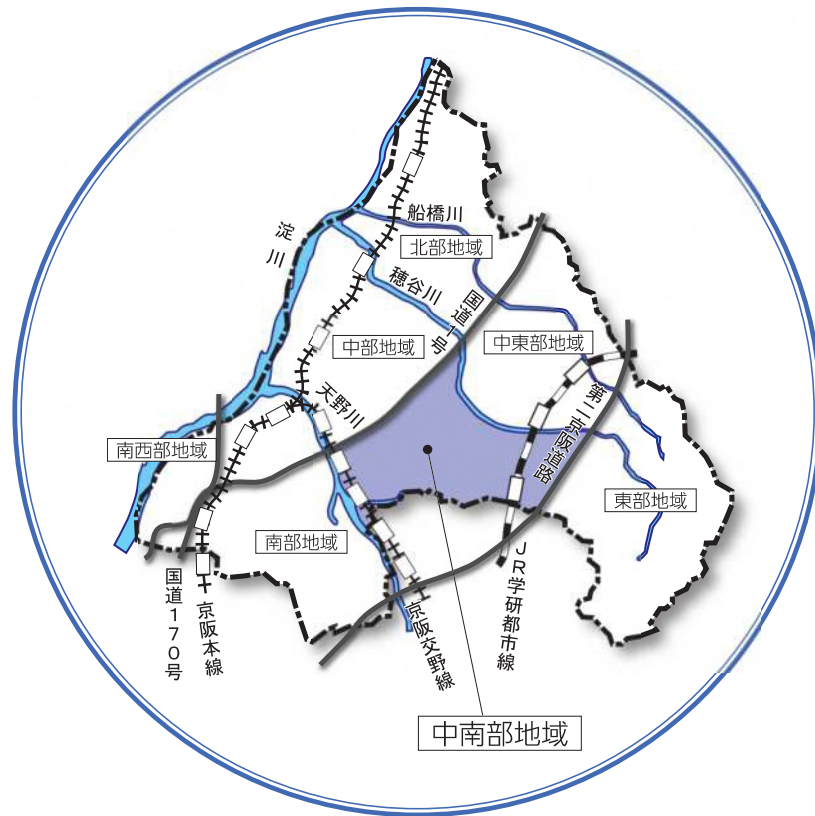 船橋川
淀川
北部地域
穂谷川
国道1号
中部地域
中東部地域
天野川
第二京阪道路
南西部地域
東部地域
南部地域
JR学研都市線
国道170号
京阪本線
京阪交野線
中南部地域